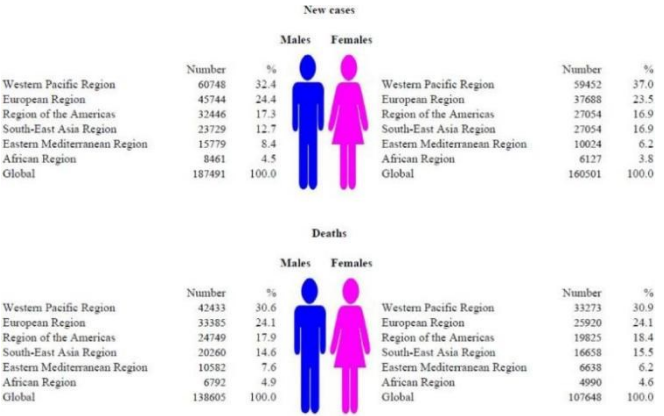 New cases
Males Females
Number % Number %
Western Pacific Region 60748 32.4 Western Pacific Region 59452 37.0
European Region 45744 24.4 European Region 37688 23.5
Region of the Americas 32446 17.3 Region of the Americas 27054 16.9
South-East Asia Region 23729 12.7 South-East Asia Region 27054 16.9
Eastern Mediterranean Region 15779 8.4 Eastern Mediterranean Region 10024 6.2
African Region 8461 4.5 African Region 6127 3.8
Global 187491 100.0 Global 160501 100.0
Deaths
Males Females
Number % Number %
Western Pacific Region 42433 30.6 Western Pacific Region 33273 30.9
European Region 33385 24.1 European Region 25920 24.1
Region of the Americas 24749 17.9 Region of the Americas 19825 18.4
South-East Asia Region 20260 14.6 South-East Asia Region 16658 15.5
Eastern Mediterranean Region 10582 7.6 Eastern Mediterranean Region 6638 6.2
African Region 6792 4.9 African Region 4990 4.6
Global 138605 100.0 Global 107648 100.0